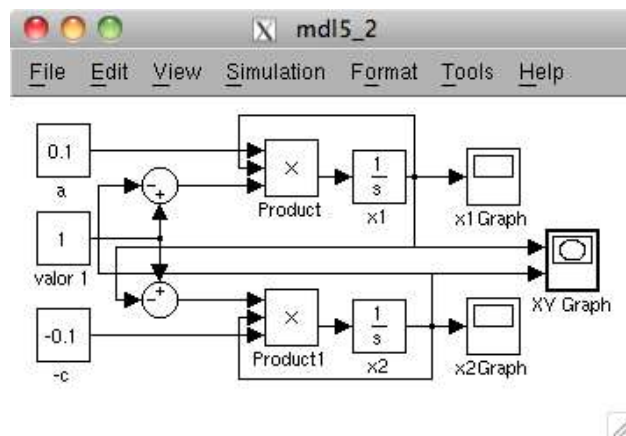 mdl5_2
File Edit View Simulation Format Tools Help
0.1
a
×
Product
1
s
x1
x1Graph
1
valor 1
- +
- +
XY Graph
-0.1
-c
×
Product1
1
s
x2
x2Graph